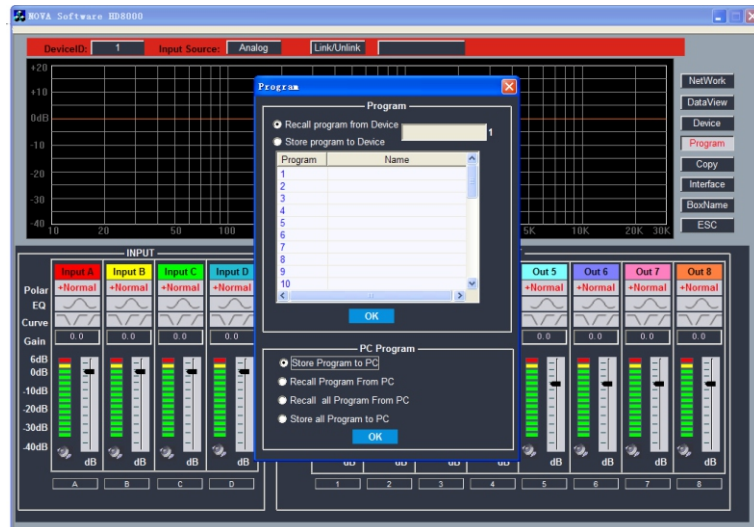 NOVA Software HD8000
DeviceID: 1 Input Source: Analog Link/Unlink
+20
+10
0dB
-10
-20
-30
-40
10 20 50 100 5K 10K 20K 30K
NetWork
DataView
Device
Program
Copy
Interface
BoxName
ESC
Program
Program
Recall program from Device
1
Store program to Device
Program Name
1
2
3
4
5
6
7
8
9
10
OK
PC Program
Store Program to PC
Recall Program From PC
Recall all Program From PC
Store all Program to PC
OK
INPUT
Input A Input B Input C Input D Out 5 Out 6 Out 7 Out 8
Polar +Normal +Normal +Normal +Normal +Normal +Normal +Normal +Normal
EQ
Curve
Gain 0.0 0.0 0.0 0.0 0.0 0.0 0.0 0.0
6dB
0dB
-10dB
-20dB
-30dB
-40dB
dB dB dB dB dB dB dB dB dB dB dB dB
A B C D 1 2 3 4 5 6 7 8